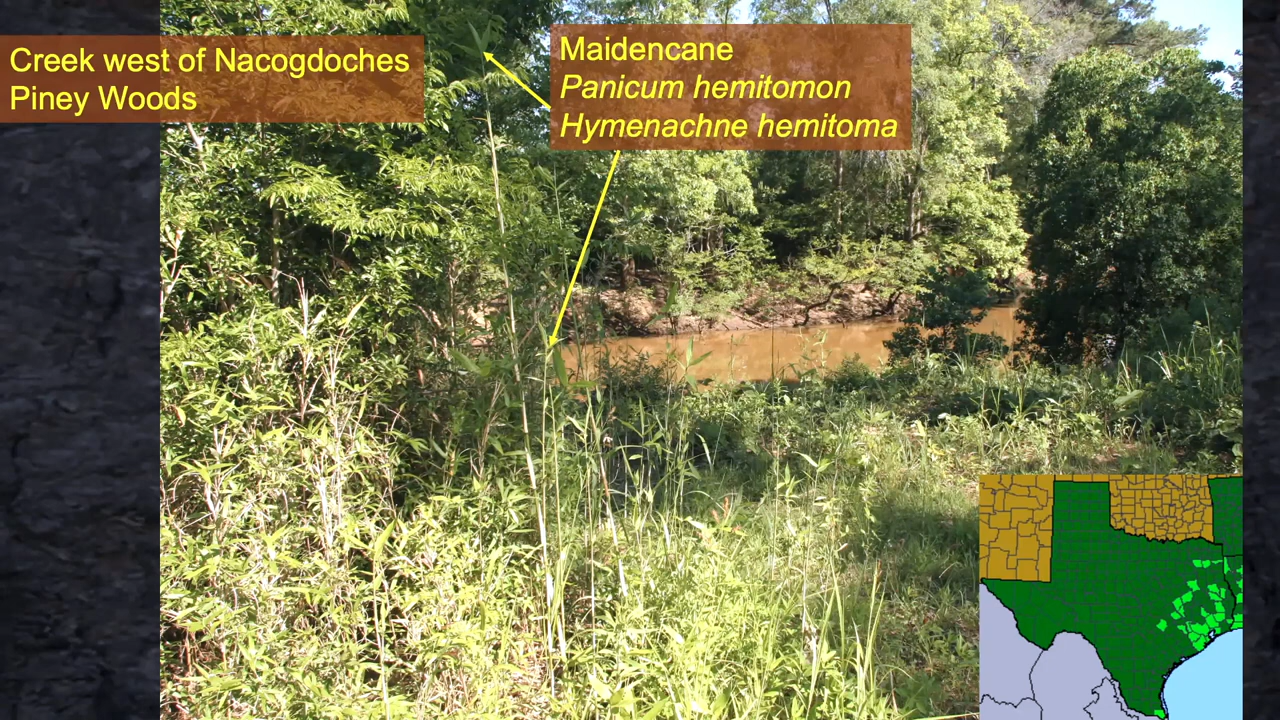 Creek west of Nacogdoches
Piney Woods
Maidencane
Panicum hemitomon
Hymenachne hemitoma